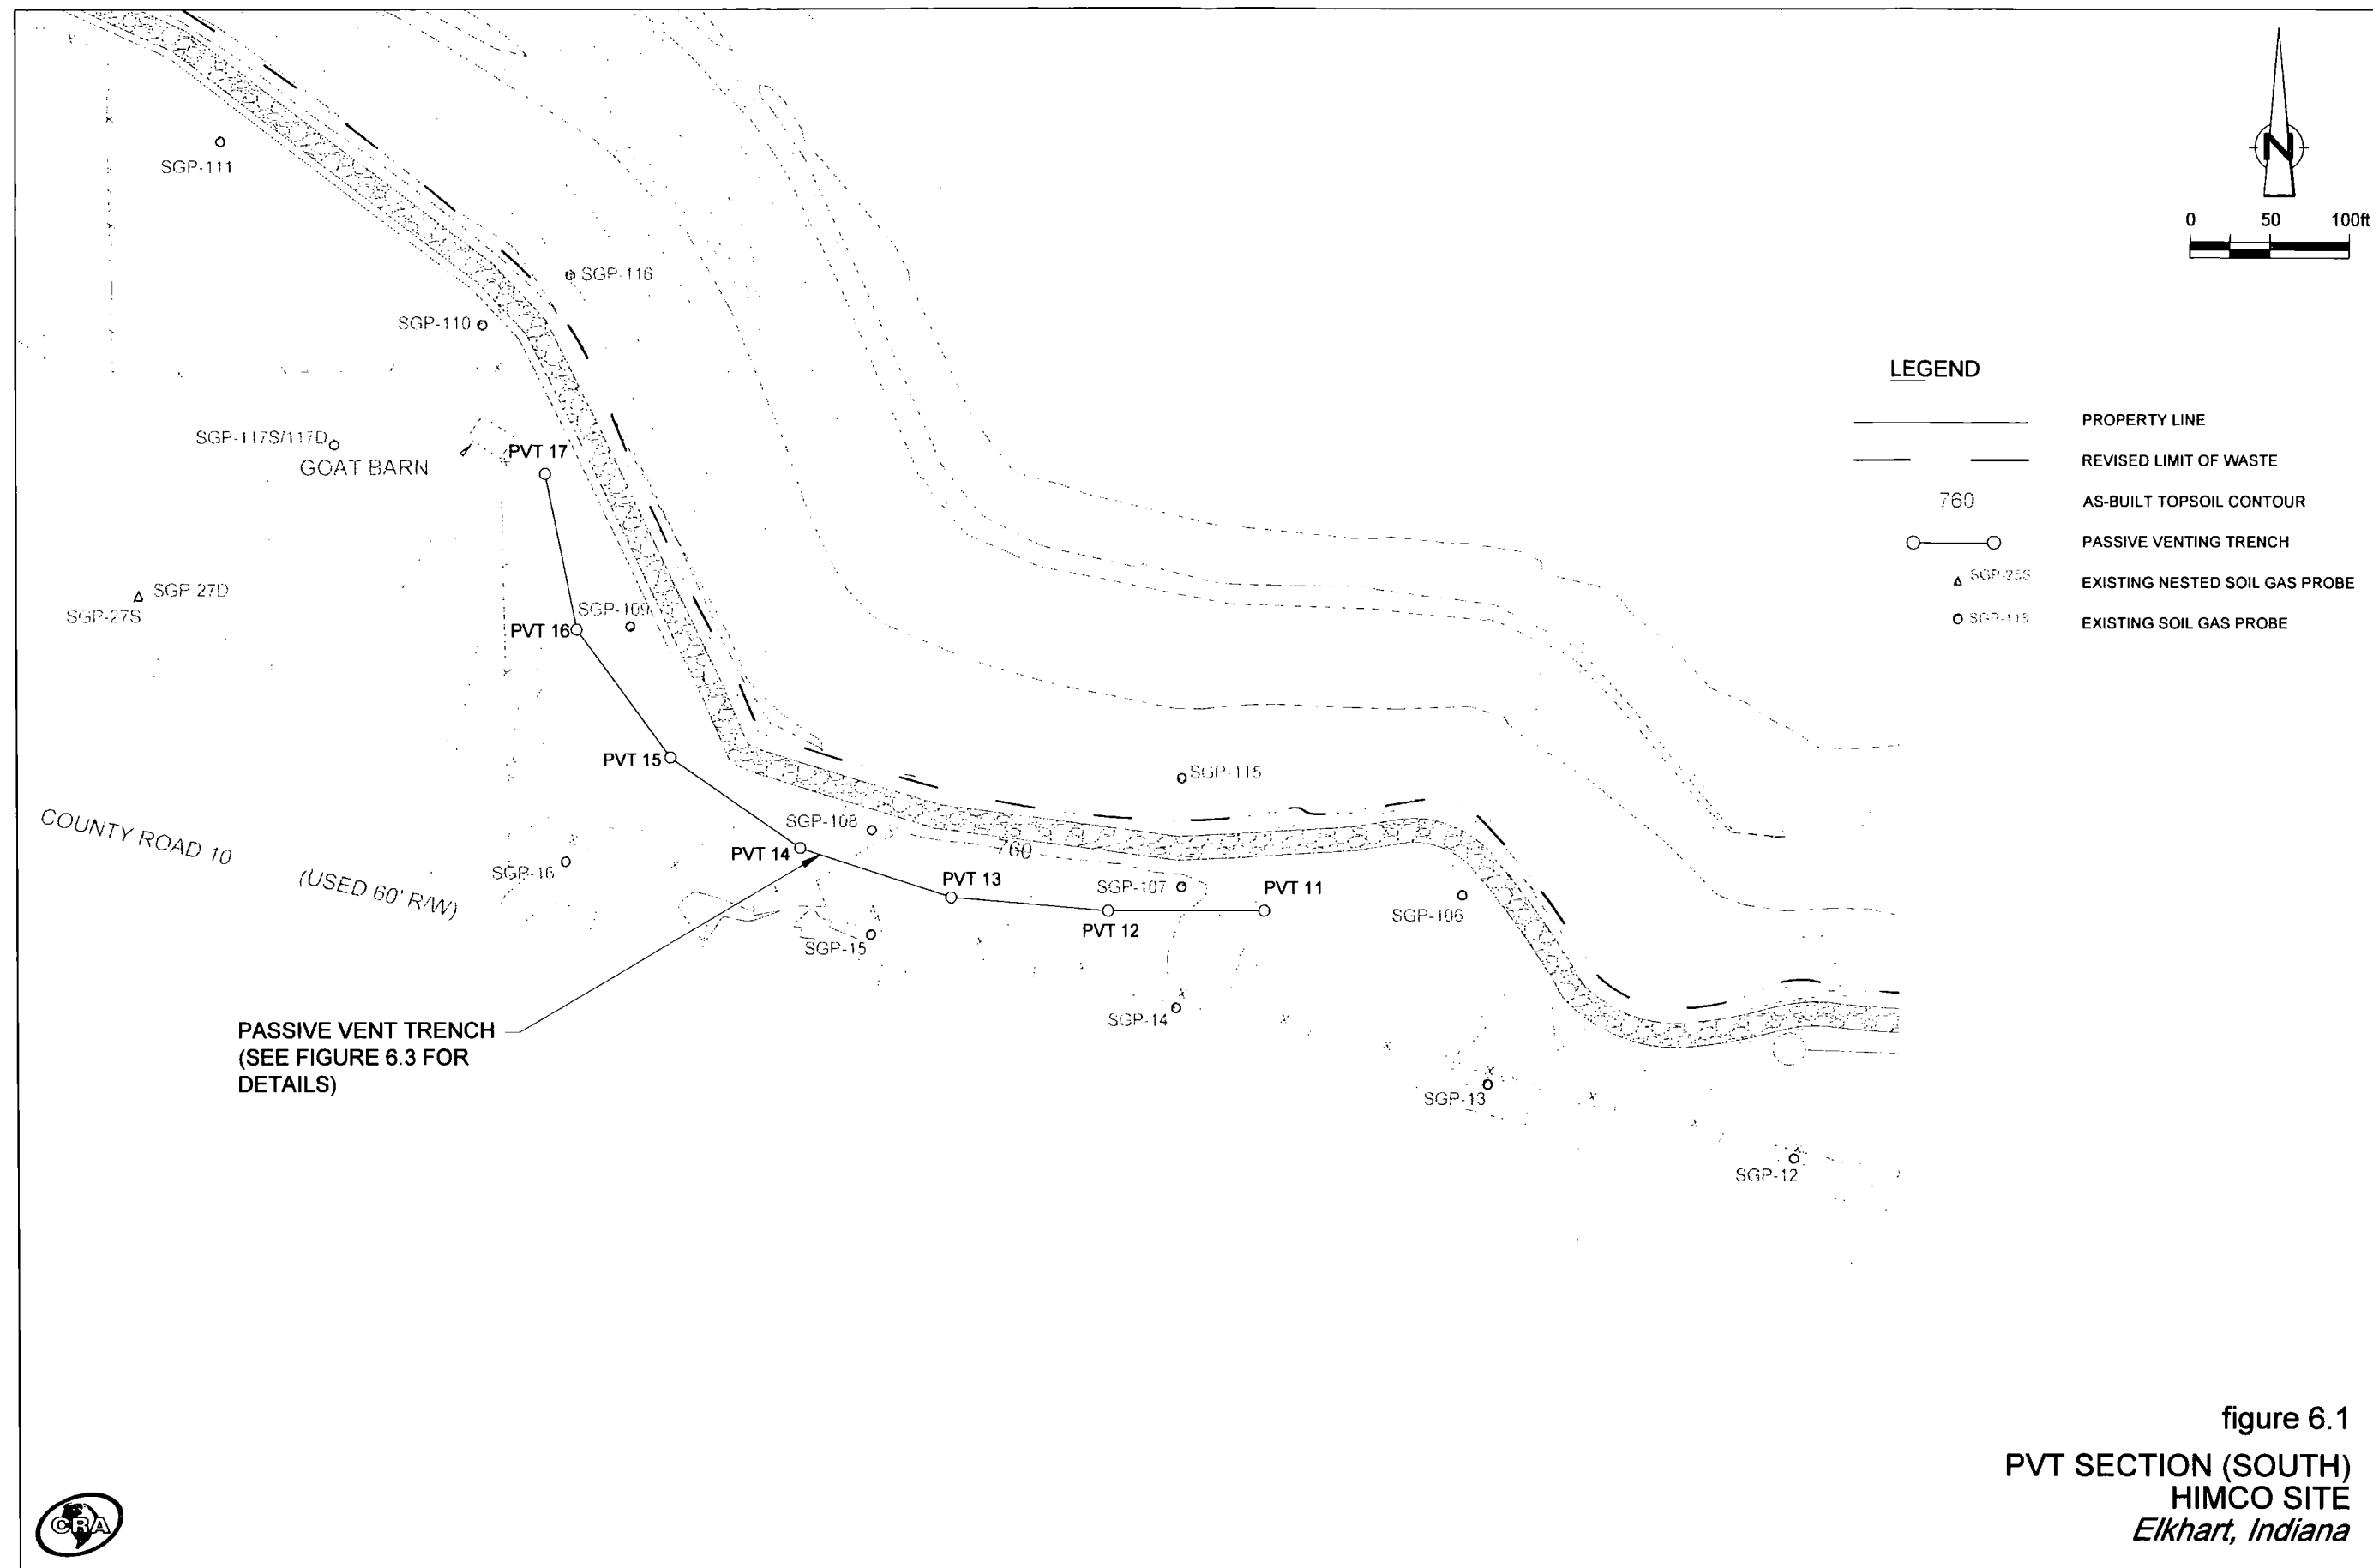 N
0 50 100ft
SGP-111
SGP-116
SGP-110
SGP-117S/117D
GOAT BARN
PVT 17
SGP-27D
SGP-27S
SGP-109
PVT 16
PVT 15
SGP-115
SGP-108
PVT 14
760
PVT 13
SGP-107
PVT 11
SGP-106
PVT 12
COUNTY ROAD 10
(USED 60' R/W)
SGP-16
SGP-15
SGP-14
SGP-13
SGP-12
PASSIVE VENT TRENCH
(SEE FIGURE 6.3 FOR
DETAILS)
LEGEND
PROPERTY LINE
REVISED LIMIT OF WASTE
760 AS-BUILT TOPSOIL CONTOUR
PASSIVE VENTING TRENCH
EXISTING NESTED SOIL GAS PROBE
EXISTING SOIL GAS PROBE
figure 6.1
PVT SECTION (SOUTH)
HIMCO SITE
Elkhart, Indiana
CRA